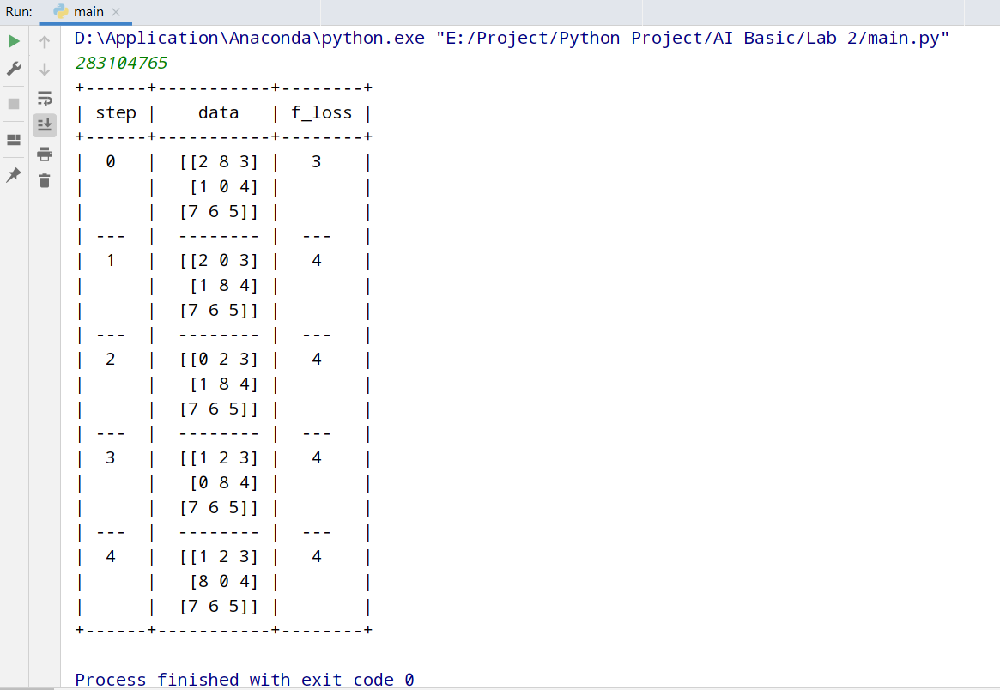 Run: main
D:\Application\Anaconda\python.exe "E:/Project/Python Project/AI Basic/Lab 2/main.py"
283104765
+------+-----------+--------+
| step |    data   | f_loss |
+------+-----------+--------+
|  0   |  [[2 8 3] |   3    |
|      |   [1 0 4] |        |
|      |  [7 6 5]] |        |
| ---  |  -------- |  ---   |
|  1   |  [[2 0 3] |   4    |
|      |   [1 8 4] |        |
|      |  [7 6 5]] |        |
| ---  |  -------- |  ---   |
|  2   |  [[0 2 3] |   4    |
|      |   [1 8 4] |        |
|      |  [7 6 5]] |        |
| ---  |  -------- |  ---   |
|  3   |  [[1 2 3] |   4    |
|      |   [0 8 4] |        |
|      |  [7 6 5]] |        |
| ---  |  -------- |  ---   |
|  4   |  [[1 2 3] |   4    |
|      |   [8 0 4] |        |
|      |  [7 6 5]] |        |
+------+-----------+--------+
Process finished with exit code 0